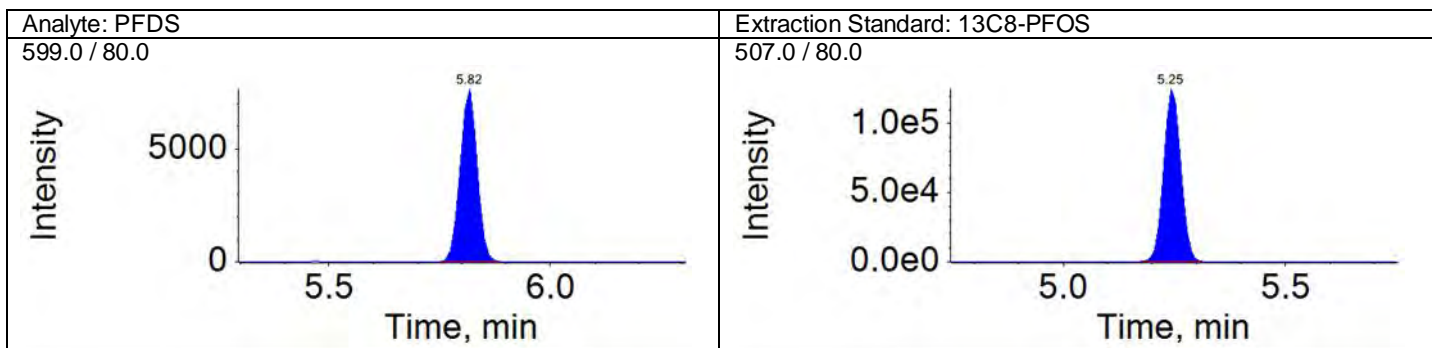 Analyte: PFDS
599.0 / 80.0
5.82
Intensity
5000
0
5.5 6.0
Time, min
Extraction Standard: 13C8-PFOS
507.0 / 80.0
5.25
Intensity
1.0e5
5.0e4
0.0e0
5.0 5.5
Time, min